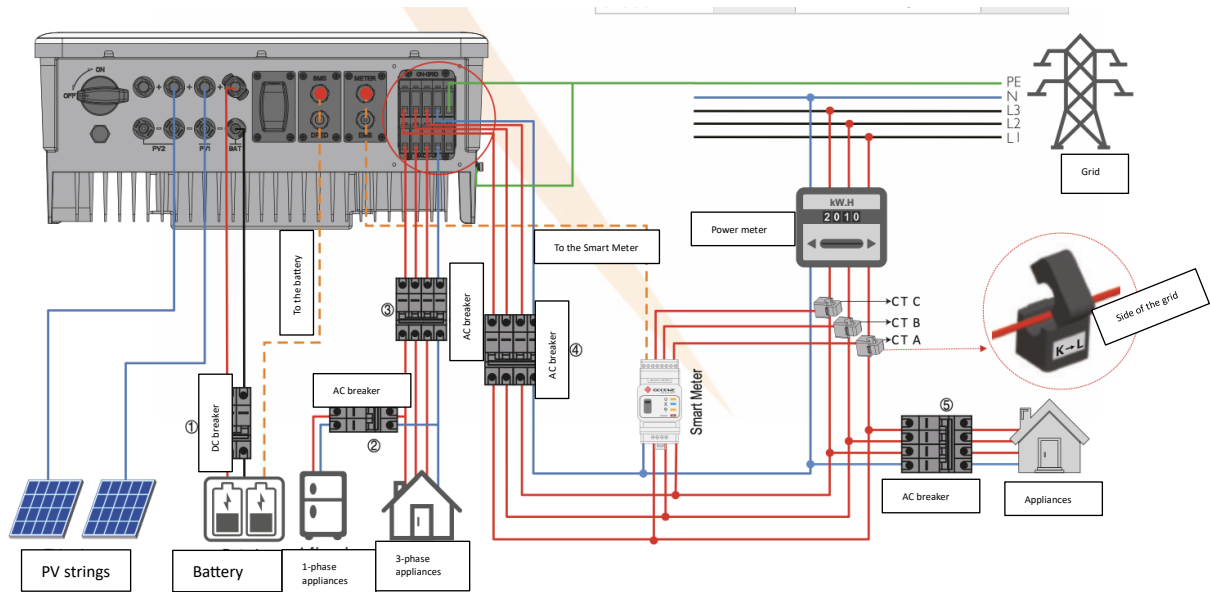 ON
OFF
PV2
PV1
BAT
BMS
METER
DRED
EMS
ON-GRID
PE
N
L3
L2
L1
Grid
kW.H
2010
Power meter
To the Smart Meter
To the battery
③
AC breaker
④
AC breaker
CT C
CT B
CT A
Side of the grid
K→L
GOODWE
Smart Meter
①
DC breaker
AC breaker
②
⑤
AC breaker
Appliances
PV strings
Battery
1-phase
appliances
3-phase
appliances